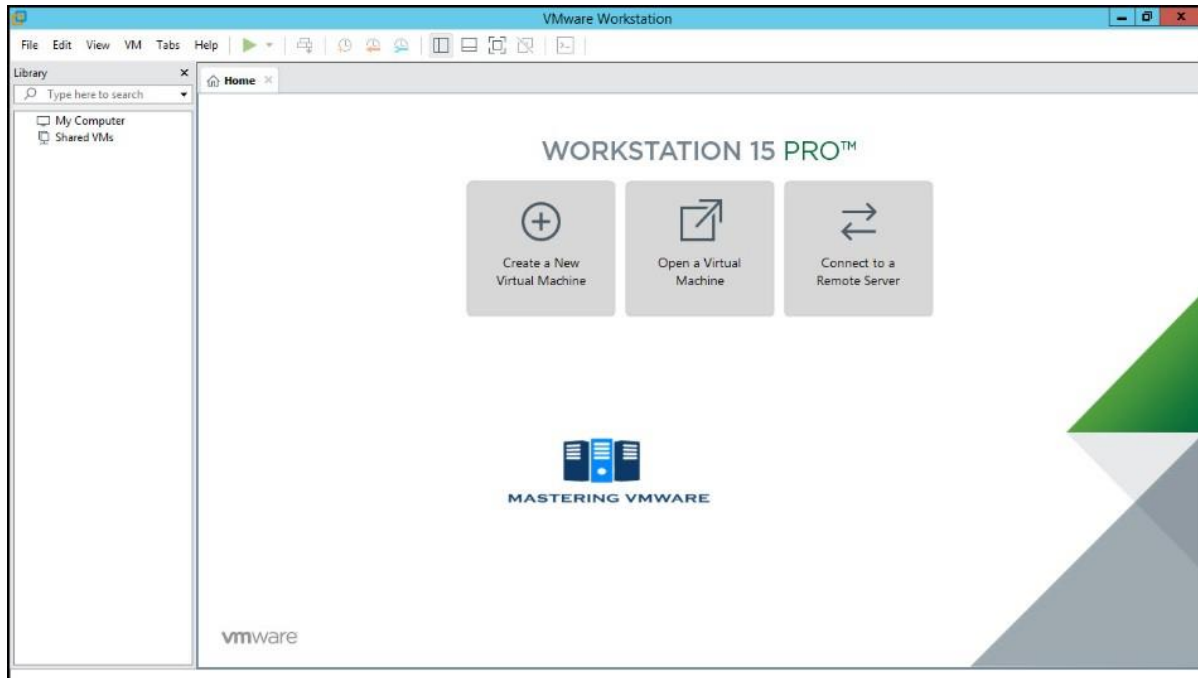 VMware Workstation
File Edit View VM Tabs Help
Library
Type here to search
My Computer
Shared VMs
Home
WORKSTATION 15 PRO™
Create a New
Virtual Machine
Open a Virtual
Machine
Connect to a
Remote Server
MASTERING VMWARE
vmware